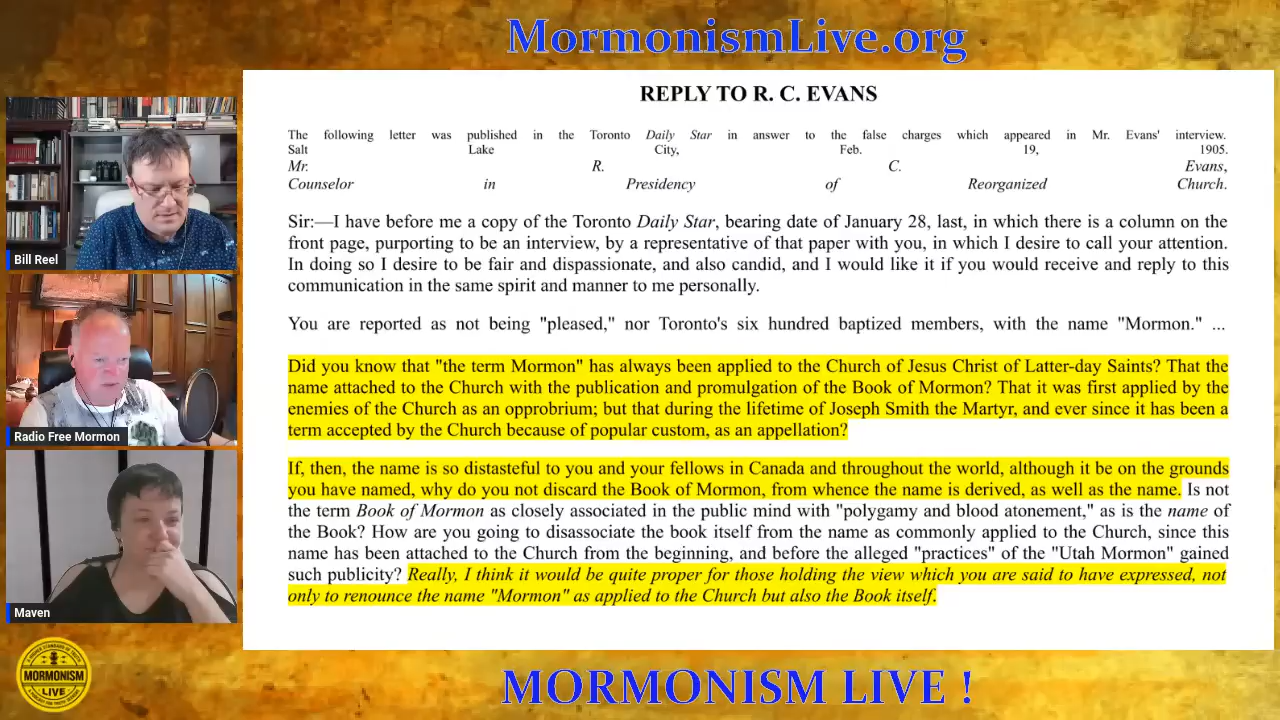 MormonismLive.org
REPLY TO R. C. EVANS
The following letter was published in the Toronto Daily Star in answer to the false charges which appeared in Mr. Evans' interview.
Salt Lake City, Feb. 19, 1905.
Mr. R. C. Evans,
Counselor in Presidency of Reorganized Church.
Sir:—I have before me a copy of the Toronto Daily Star, bearing date of January 28, last, in which there is a column on the
front page, purporting to be an interview, by a representative of that paper with you, in which I desire to call your attention.
In doing so I desire to be fair and dispassionate, and also candid, and I would like it if you would receive and reply to this
communication in the same spirit and manner to me personally.
You are reported as not being "pleased," nor Toronto's six hundred baptized members, with the name "Mormon." ...
Did you know that "the term Mormon" has always been applied to the Church of Jesus Christ of Latter-day Saints? That the
name attached to the Church with the publication and promulgation of the Book of Mormon? That it was first applied by the
enemies of the Church as an opprobrium; but that during the lifetime of Joseph Smith the Martyr, and ever since it has been a
term accepted by the Church because of popular custom, as an appellation?
If, then, the name is so distasteful to you and your fellows in Canada and throughout the world, although it be on the grounds
you have named, why do you not discard the Book of Mormon, from whence the name is derived, as well as the name. Is not
the term Book of Mormon as closely associated in the public mind with "polygamy and blood atonement," as is the name of
the Book? How are you going to disassociate the book itself from the name as commonly applied to the Church, since this
name has been attached to the Church from the beginning, and before the alleged "practices" of the "Utah Mormon" gained
such publicity? Really, I think it would be quite proper for those holding the view which you are said to have expressed, not
only to renounce the name "Mormon" as applied to the Church but also the Book itself.
Bill Reel
Radio Free Mormon
Maven
MORMONISM
LIVE
MORMONISM LIVE !